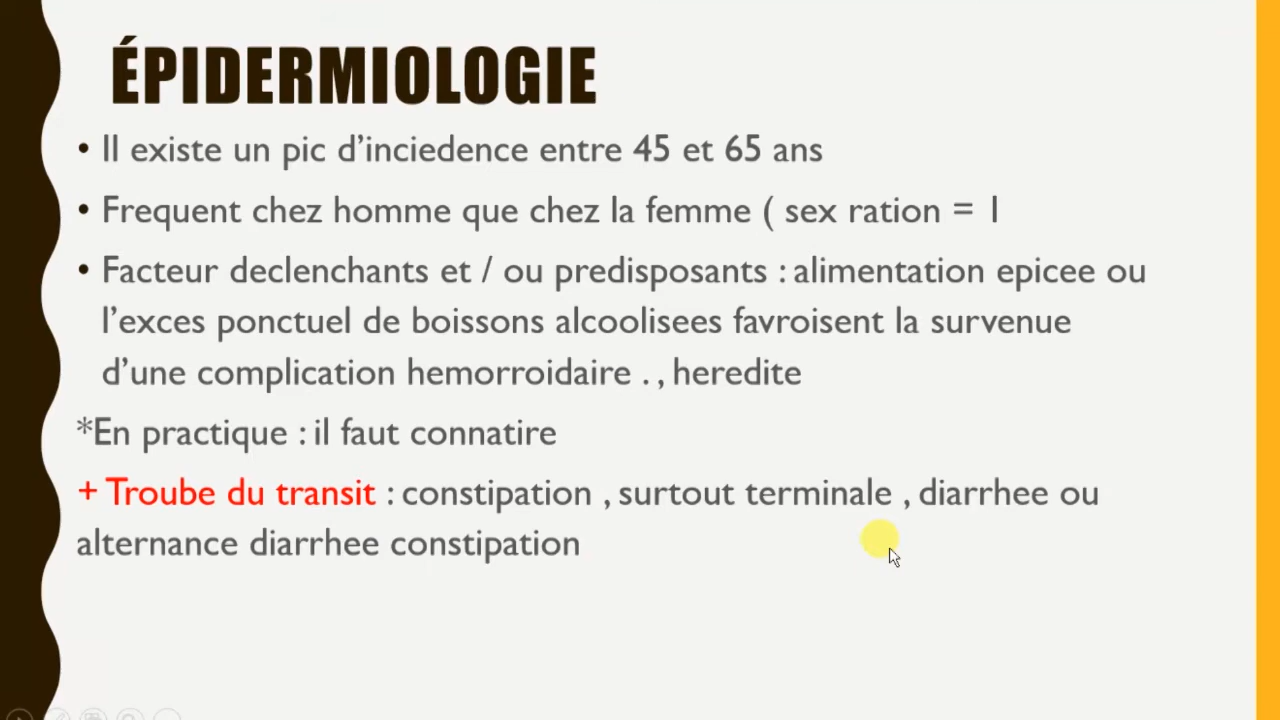 ÉPIDERMIOLOGIE
• Il existe un pic d’inciedence entre 45 et 65 ans
• Frequent chez homme que chez la femme ( sex ration = 1
• Facteur declenchants et / ou predisposants : alimentation epicee ou
l’exces ponctuel de boissons alcoolisees favroisent la survenue
d’une complication hemorroidaire . , heredite
*En practique : il faut connatire
+ Trouble du transit : constipation , surtout terminale , diarrhee ou
alternance diarrhee constipation